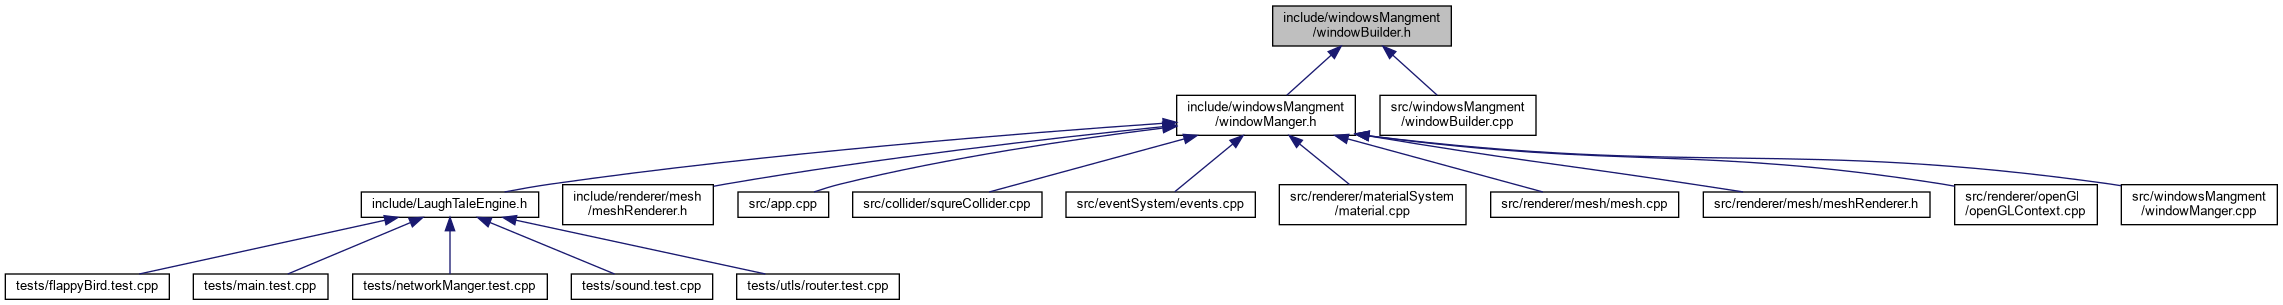 include/windowsMangment
/windowBuilder.h
include/windowsMangment
/windowManger.h
src/windowsMangment
/windowBuilder.cpp
include/LaughTaleEngine.h
include/renderer/mesh
/meshRenderer.h
src/app.cpp
src/collider/squreCollider.cpp
src/eventSystem/events.cpp
src/renderer/materialSystem
/material.cpp
src/renderer/mesh/mesh.cpp
src/renderer/mesh/meshRenderer.h
src/renderer/openGl
/openGLContext.cpp
src/windowsMangment
/windowManger.cpp
tests/flappyBird.test.cpp
tests/main.test.cpp
tests/networkManger.test.cpp
tests/sound.test.cpp
tests/utls/router.test.cpp